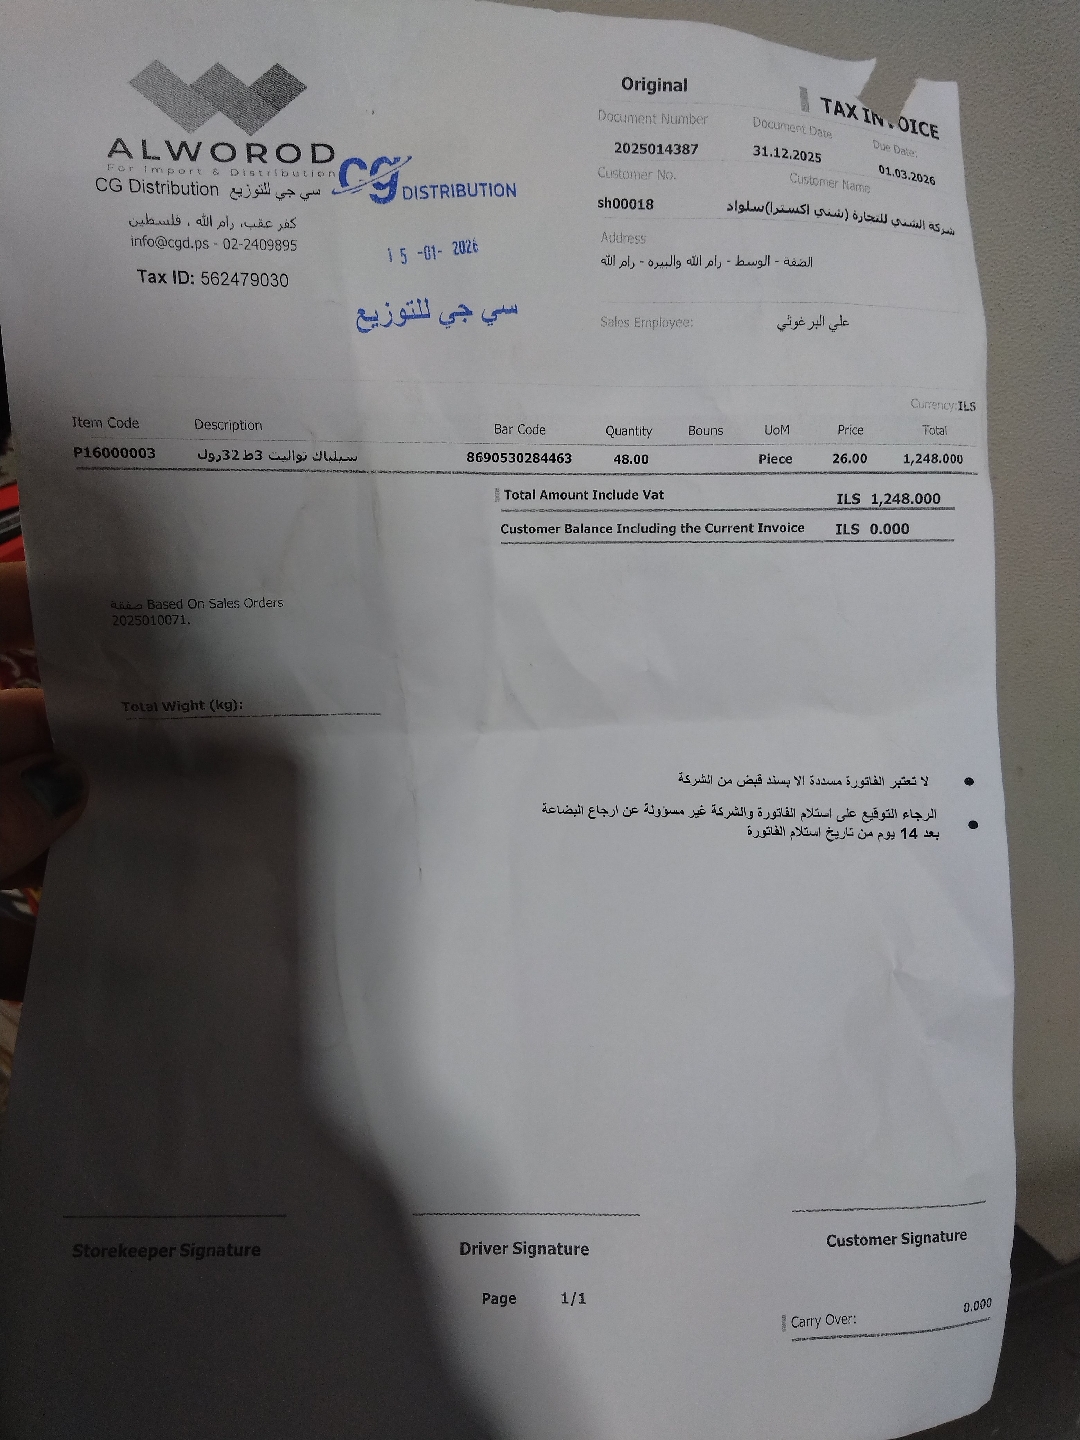 ALWOROD
For Import & Distribution
CG Distribution سي جي للتوزيع
كفر عقب، رام الله ، فلسطين
info@cgd.ps - 02-2409895
Tax ID: 562479030
cg DISTRIBUTION
15 -01- 2026
سي جي للتوزيع
Original
TAX INVOICE
Document Number
Document Date
Due Date:
2025014387
31.12.2025
01.03.2026
Customer No.
Customer Name
sh00018
شركة الشني للتجارة (شني اكسترا)سلواد
Address
الضفة - الوسط - رام الله والبيره - رام الله
Sales Employee:
علي البرغوثي
Currency:ILS
Item Code Description Bar Code Quantity Bouns UoM Price Total
P16000003 سيلباك تواليت 3ط 32رول 8690530284463 48.00 Piece 26.00 1,248.000
Total Amount Include Vat ILS 1,248.000
Customer Balance Including the Current Invoice ILS 0.000
صفقة Based On Sales Orders
2025010071.
Total Wight (kg):
لا تعتبر الفاتورة مسددة الا بسند قبض من الشركة
الرجاء التوقيع على استلام الفاتورة والشركة غير مسؤولة عن ارجاع البضاعة
بعد 14 يوم من تاريخ استلام الفاتورة
Storekeeper Signature
Driver Signature
Customer Signature
Page 1/1
Carry Over: 0.000